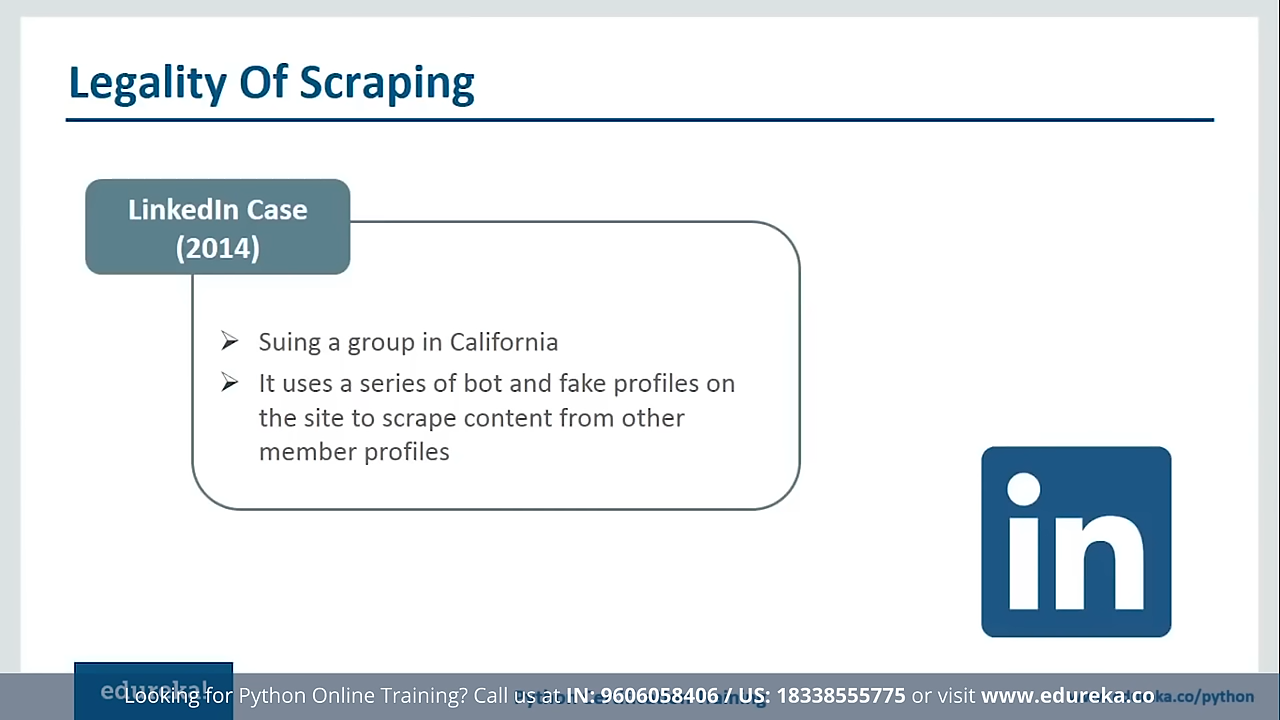 Legality Of Scraping
LinkedIn Case
(2014)
Suing a group in California
It uses a series of bot and fake profiles on
the site to scrape content from other
member profiles
in
edureka!
Looking for Python Online Training? Call us at IN: 9606058406 / US: 18338555775 or visit www.edureka.co